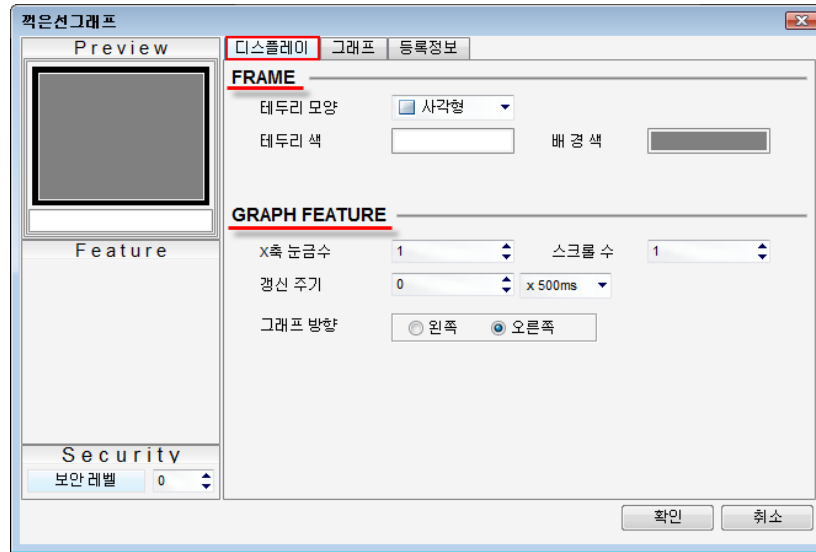 꺽은선그래프
Preview
디스플레이 그래프 등록정보
FRAME
테두리 모양 사각형
테두리 색 배 경 색
GRAPH FEATURE
Feature
X축 눈금수 1 스크롤 수 1
갱신 주기 0 x 500ms
그래프 방향 왼쪽 오른쪽
Security
보안 레벨 0
확인 취소